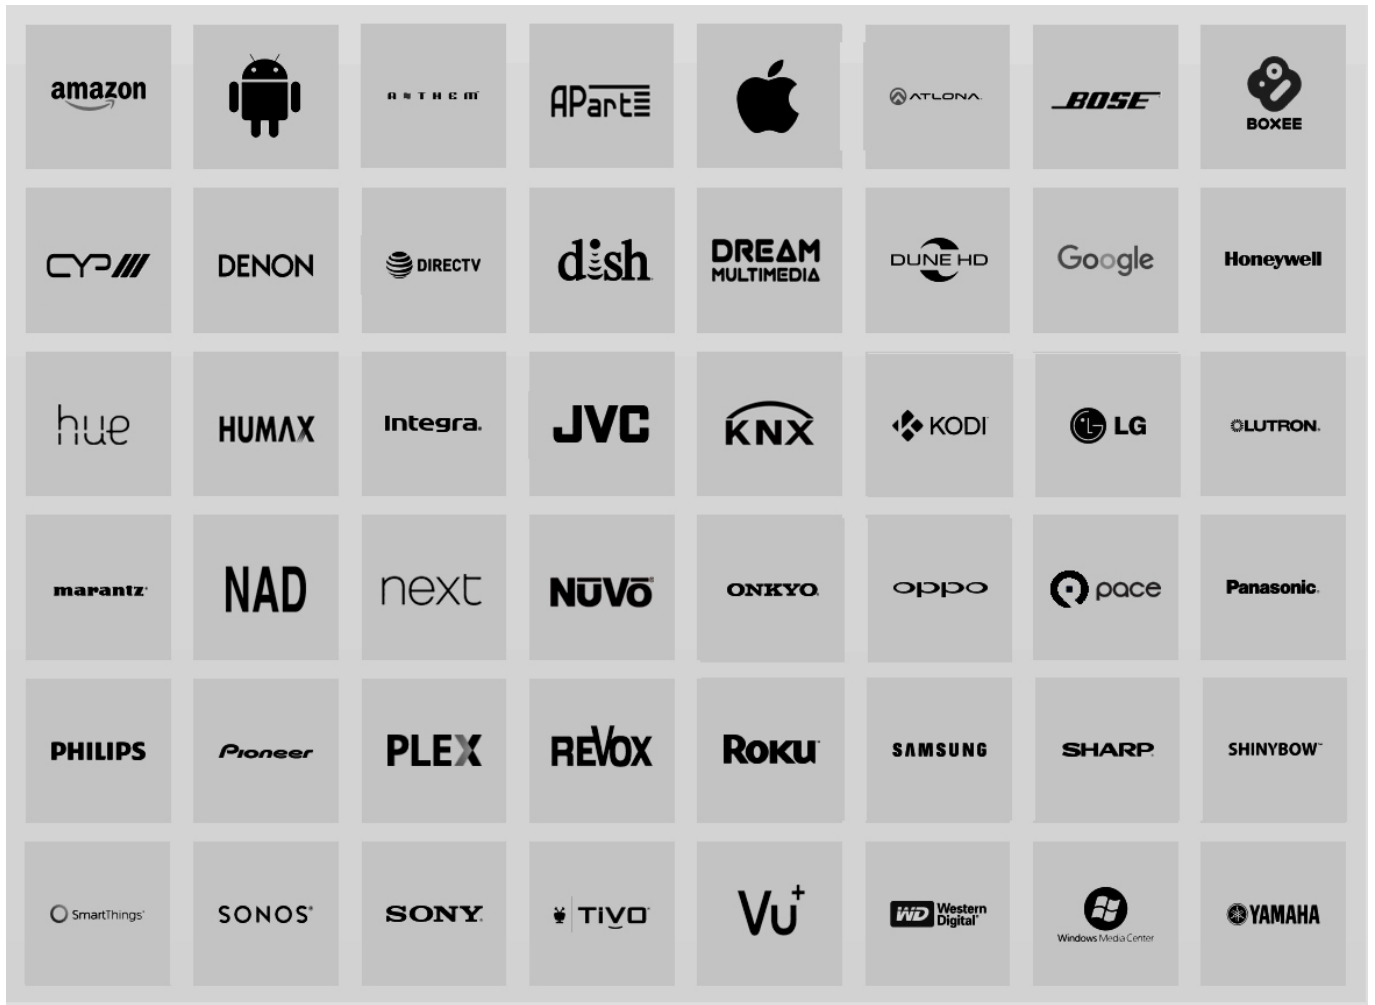 amazon
ANTHEM
APart
ATLONA
BOSE
BOXEE
CYP
DENON
DIRECTV
dish
DREAM
MULTIMEDIA
DUNE HD
Google
Honeywell
hue
HUMAX
Integra
JVC
KNX
KODI
LG
LUTRON
marantz
NAD
next
NUVO
ONKYO
oppo
pace
Panasonic
PHILIPS
Pioneer
PLEX
REVOX
ROKU
SAMSUNG
SHARP
SHINYBOW
SmartThings
SONOS
SONY
TiVo
Vu+
WD Western
Digital
Windows Media Center
YAMAHA